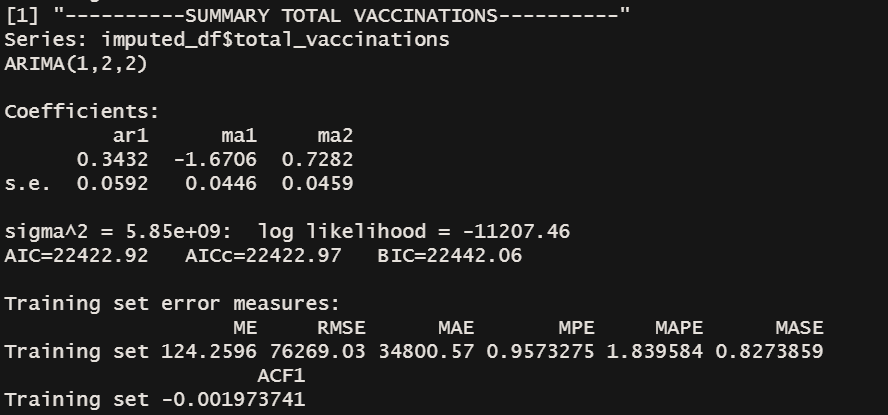 [1] "----------SUMMARY TOTAL VACCINATIONS----------"
Series: imputed_df$total_vaccinations
ARIMA(1,2,2)
Coefficients:
ar1 ma1 ma2
0.3432 -1.6706 0.7282
s.e. 0.0592 0.0446 0.0459
sigma^2 = 5.85e+09: log likelihood = -11207.46
AIC=22422.92 AICc=22422.97 BIC=22442.06
Training set error measures:
ME RMSE MAE MPE MAPE MASE
Training set 124.2596 76269.03 34800.57 0.9573275 1.839584 0.8273859
ACF1
Training set -0.001973741